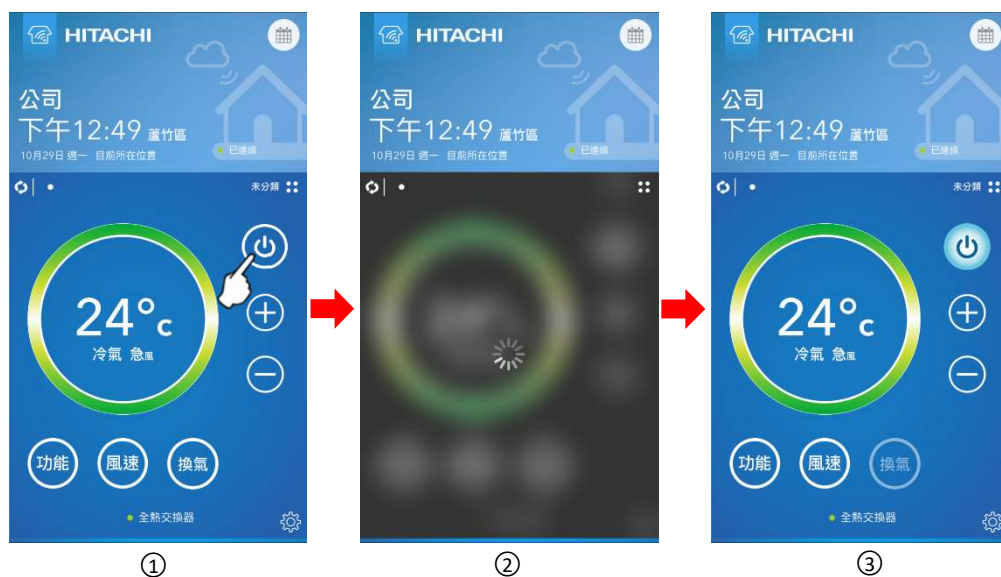 HITACHI
公司
下午12:49 蘆竹區
10月29日 週一 目前所在位置
已連線
未分類
24°c
冷氣 急風
功能 風速 換氣
全熱交換器
①
HITACHI
公司
下午12:49 蘆竹區
10月29日 週一 目前所在位置
已連線
②
HITACHI
公司
下午12:49 蘆竹區
10月29日 週一 目前所在位置
已連線
未分類
24°c
冷氣 急風
功能 風速 換氣
全熱交換器
③